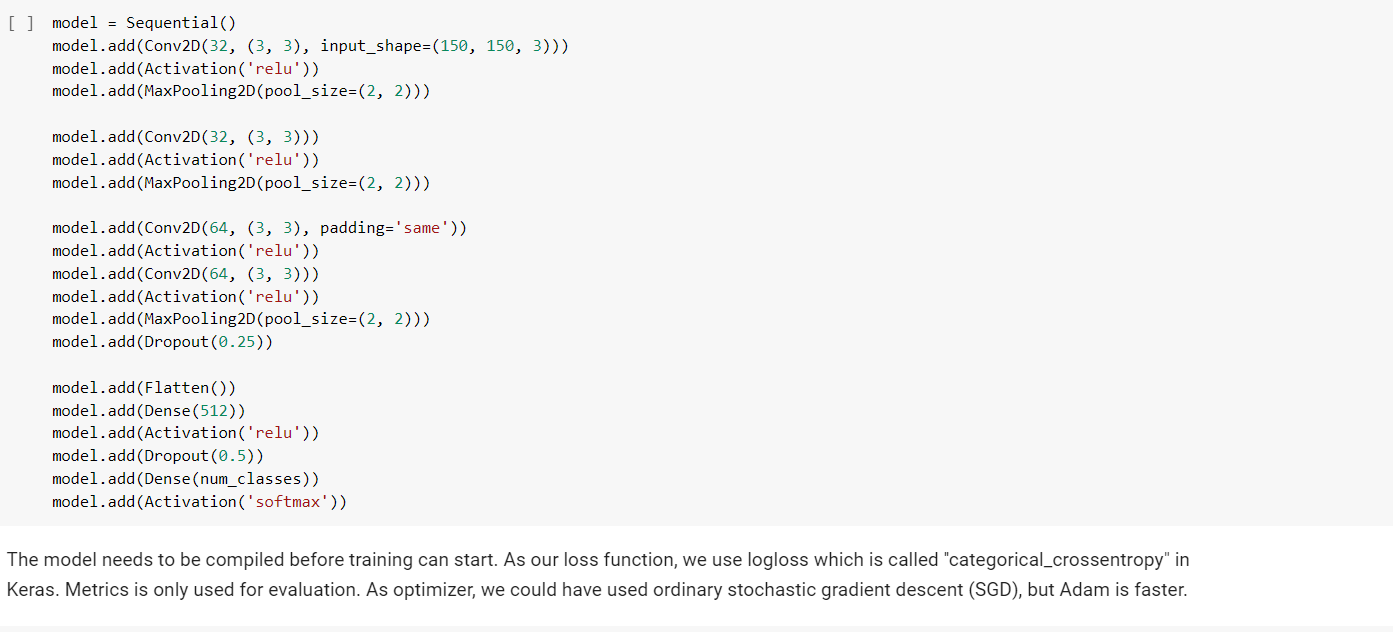 [ ] model = Sequential()
model.add(Conv2D(32, (3, 3), input_shape=(150, 150, 3)))
model.add(Activation('relu'))
model.add(MaxPooling2D(pool_size=(2, 2)))
model.add(Conv2D(32, (3, 3)))
model.add(Activation('relu'))
model.add(MaxPooling2D(pool_size=(2, 2)))
model.add(Conv2D(64, (3, 3), padding='same'))
model.add(Activation('relu'))
model.add(Conv2D(64, (3, 3)))
model.add(Activation('relu'))
model.add(MaxPooling2D(pool_size=(2, 2)))
model.add(Dropout(0.25))
model.add(Flatten())
model.add(Dense(512))
model.add(Activation('relu'))
model.add(Dropout(0.5))
model.add(Dense(num_classes))
model.add(Activation('softmax'))
The model needs to be compiled before training can start. As our loss function, we use logloss which is called "categorical_crossentropy" in
Keras. Metrics is only used for evaluation. As optimizer, we could have used ordinary stochastic gradient descent (SGD), but Adam is faster.